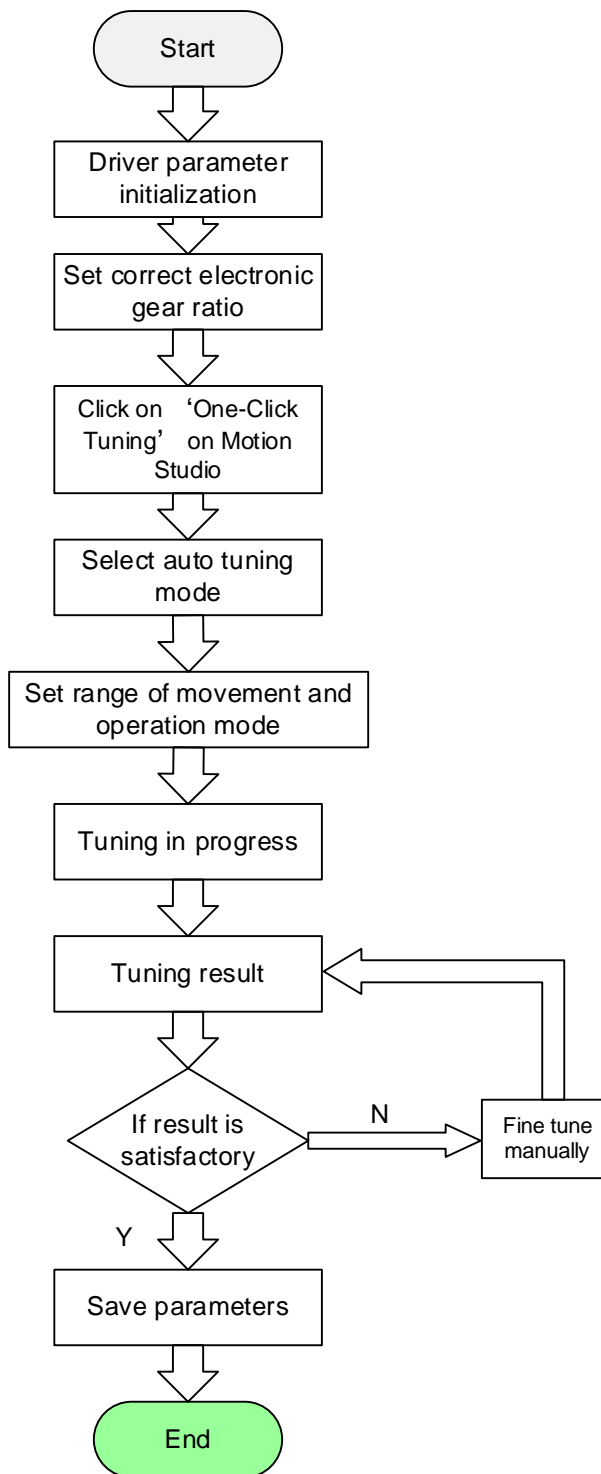 Start
Driver parameter
initialization
Set correct electronic
gear ratio
Click on ‘One-Click
Tuning’ on Motion
Studio
Select auto tuning
mode
Set range of movement and
operation mode
Tuning in progress
Tuning result
If result is
satisfactory
N
Fine tune
manually
Y
Save parameters
End